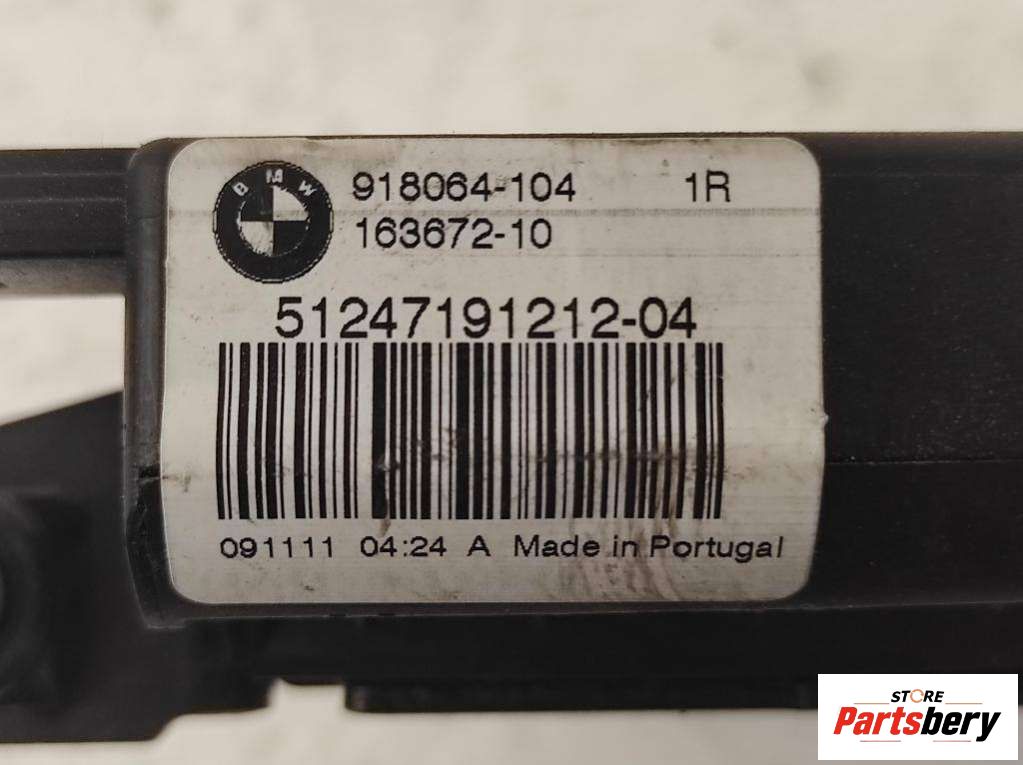 BMW
918064-104 1R
163672-10
51247191212-04
091111 04:24 A Made in Portugal
STORE
Partsbery